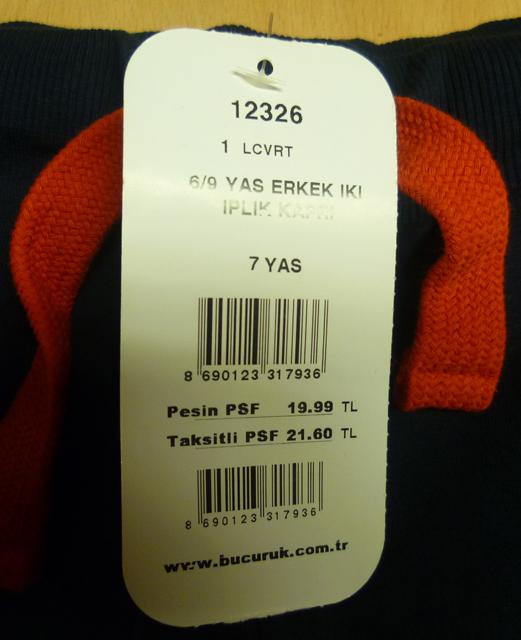 12326
1 LCVRT
6/9 YAS ERKEK IKI
IPLIK KAPRI
7 YAS
8 690123 317936
Pesin PSF 19.99 TL
Taksitli PSF 21.60 TL
8 690123 317936
www.bucuruk.com.tr